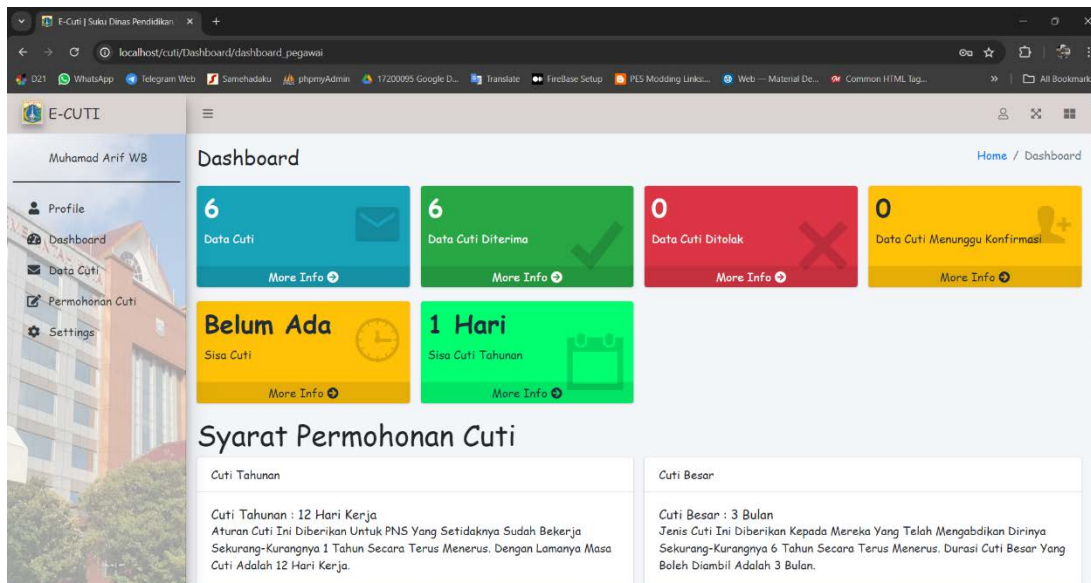 E-Cuti | Suku Dinas Pendidikan
localhost/cuti/Dashboard/dashboard_pegawai
D21 WhatsApp Telegram Web Samehadaku phpmyAdmin 17200095 Google D... Translate FireBase Setup PES Modding Links:... Web — Material De... Common HTML Tag... » All Bookmark
E-CUTI
Muhamad Arif WB
Profile
Dashboard
Data Cuti
Permohonan Cuti
Settings
Dashboard
Home / Dashboard
6
Data Cuti
More Info
6
Data Cuti Diterima
More Info
0
Data Cuti Ditolak
More Info
0
Data Cuti Menunggu Konfirmasi
More Info
Belum Ada
Sisa Cuti
More Info
1 Hari
Sisa Cuti Tahunan
More Info
Syarat Permohonan Cuti
Cuti Tahunan
Cuti Tahunan : 12 Hari Kerja
Aturan Cuti Ini Diberikan Untuk PNS Yang Setidaknya Sudah Bekerja
Sekurang-Kurangnya 1 Tahun Secara Terus Menerus. Dengan Lamanya Masa
Cuti Adalah 12 Hari Kerja.
Cuti Besar
Cuti Besar : 3 Bulan
Jenis Cuti Ini Diberikan Kepada Mereka Yang Telah Mengabdikan Dirinya
Sekurang-Kurangnya 6 Tahun Secara Terus Menerus. Durasi Cuti Besar Yang
Boleh Diambil Adalah 3 Bulan.